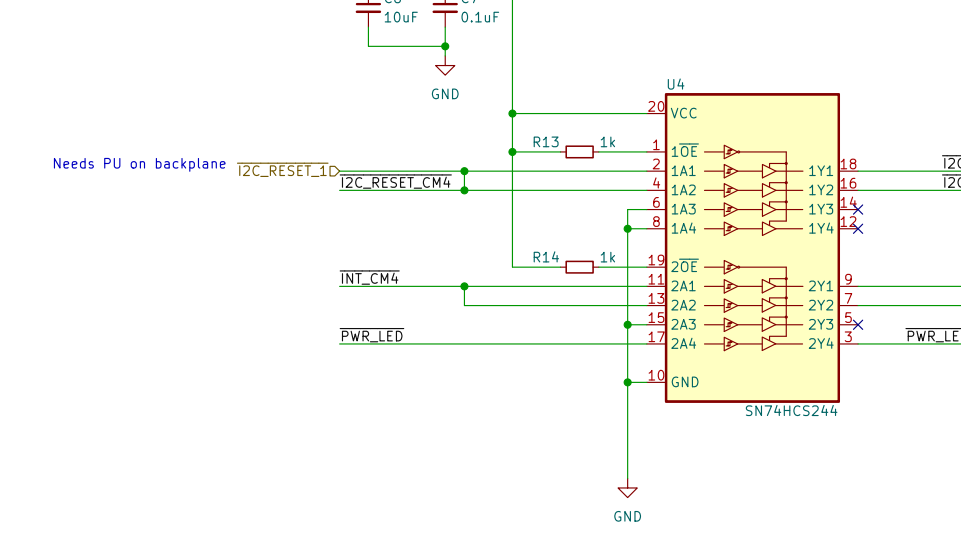 10uF
0.1uF
GND
U4
20 VCC
R13 1k
1 1OE
Needs PU on backplane
I2C_RESET_1
2 1A1 1Y1 18
I2C_RESET_CM4
4 1A2 1Y2 16
6 1A3 1Y3 14
8 1A4 1Y4 12
R14 1k
19 2OE
INT_CM4
11 2A1 2Y1 9
13 2A2 2Y2 7
15 2A3 2Y3 5
PWR_LED
17 2A4 2Y4 3
PWR_LE
10 GND
SN74HCS244
GND